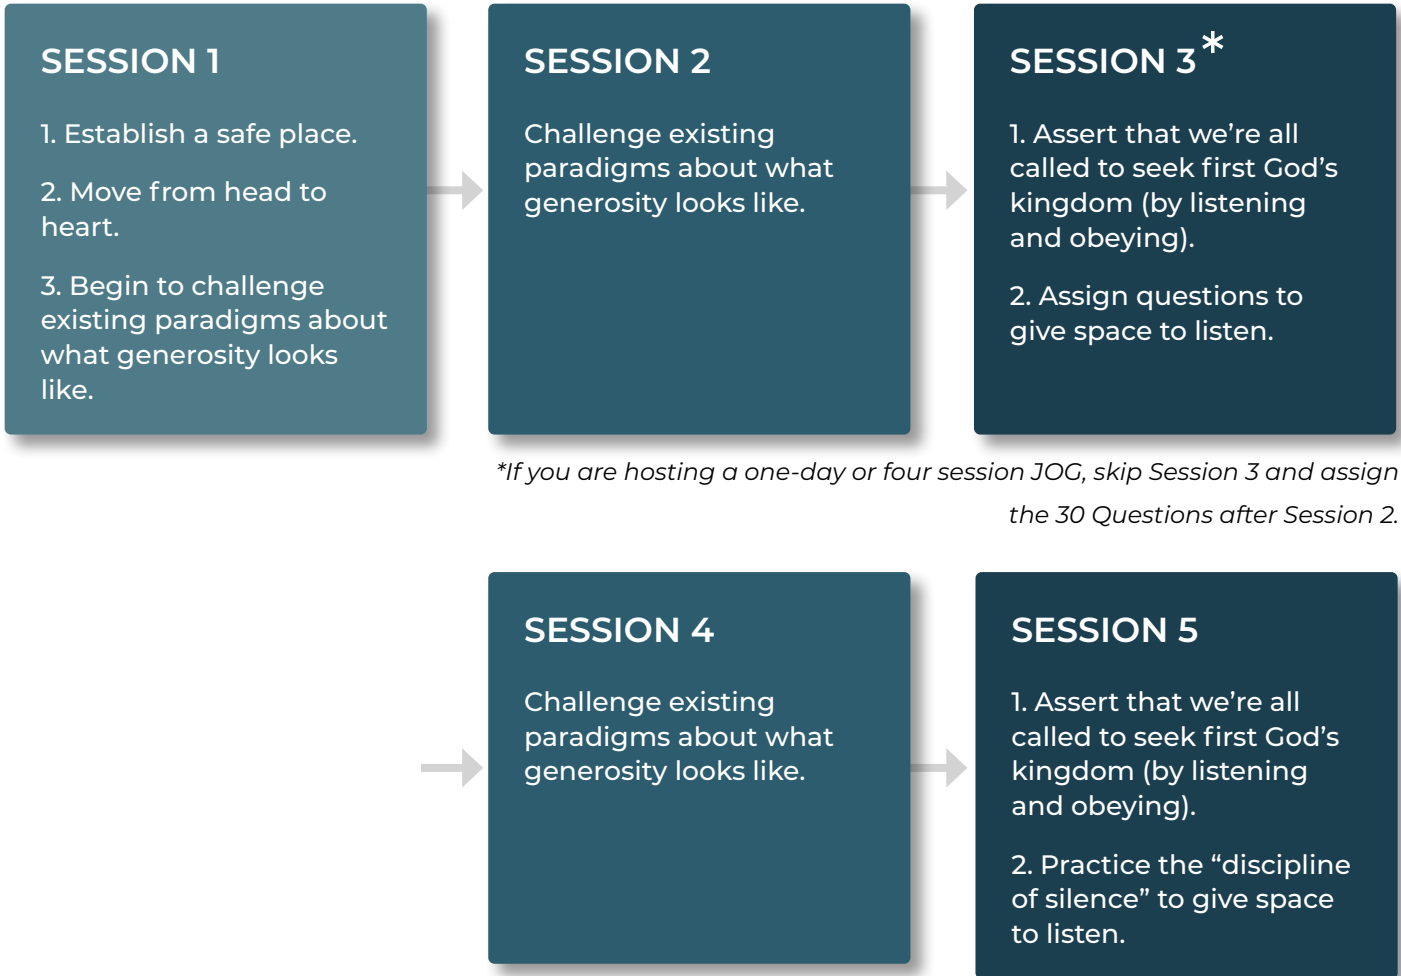 SESSION 1
1. Establish a safe place.
2. Move from head to
heart.
3. Begin to challenge
existing paradigms about
what generosity looks
like.
SESSION 2
Challenge existing
paradigms about what
generosity looks like.
SESSION 3*
1. Assert that we’re all
called to seek first God’s
kingdom (by listening
and obeying).
2. Assign questions to
give space to listen.
*If you are hosting a one-day or four session JOG, skip Session 3 and assign
the 30 Questions after Session 2.
SESSION 4
Challenge existing
paradigms about what
generosity looks like.
SESSION 5
1. Assert that we’re all
called to seek first God’s
kingdom (by listening
and obeying).
2. Practice the “discipline
of silence” to give space
to listen.